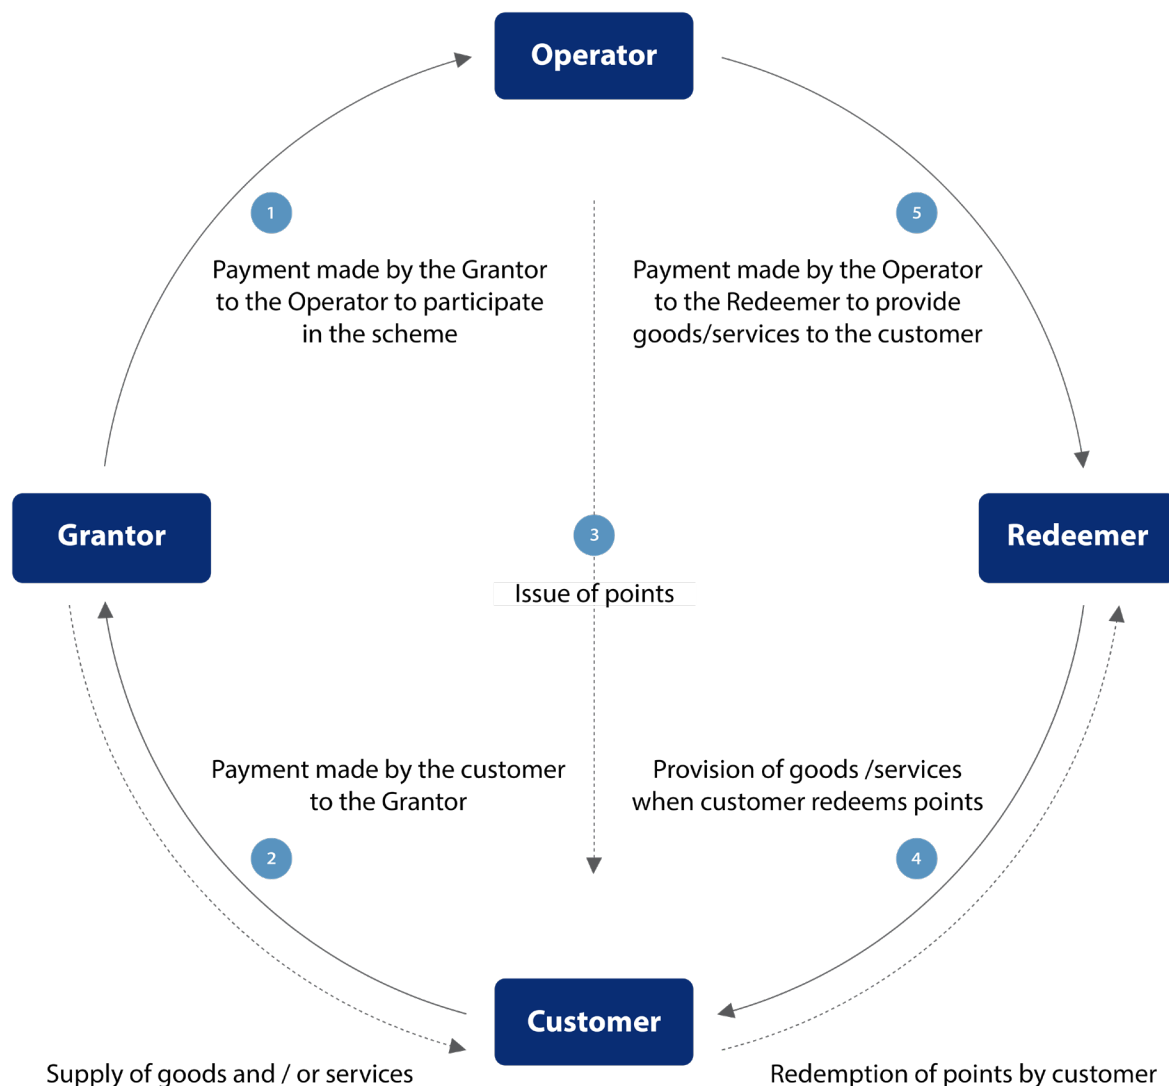 Operator
1
5
Payment made by the Grantor
to the Operator to participate
in the scheme
Payment made by the Operator
to the Redeemer to provide
goods/services to the customer
Grantor
3
Redeemer
Issue of points
Payment made by the customer
to the Grantor
Provision of goods /services
when customer redeems points
2
4
Customer
Supply of goods and / or services
Redemption of points by customer